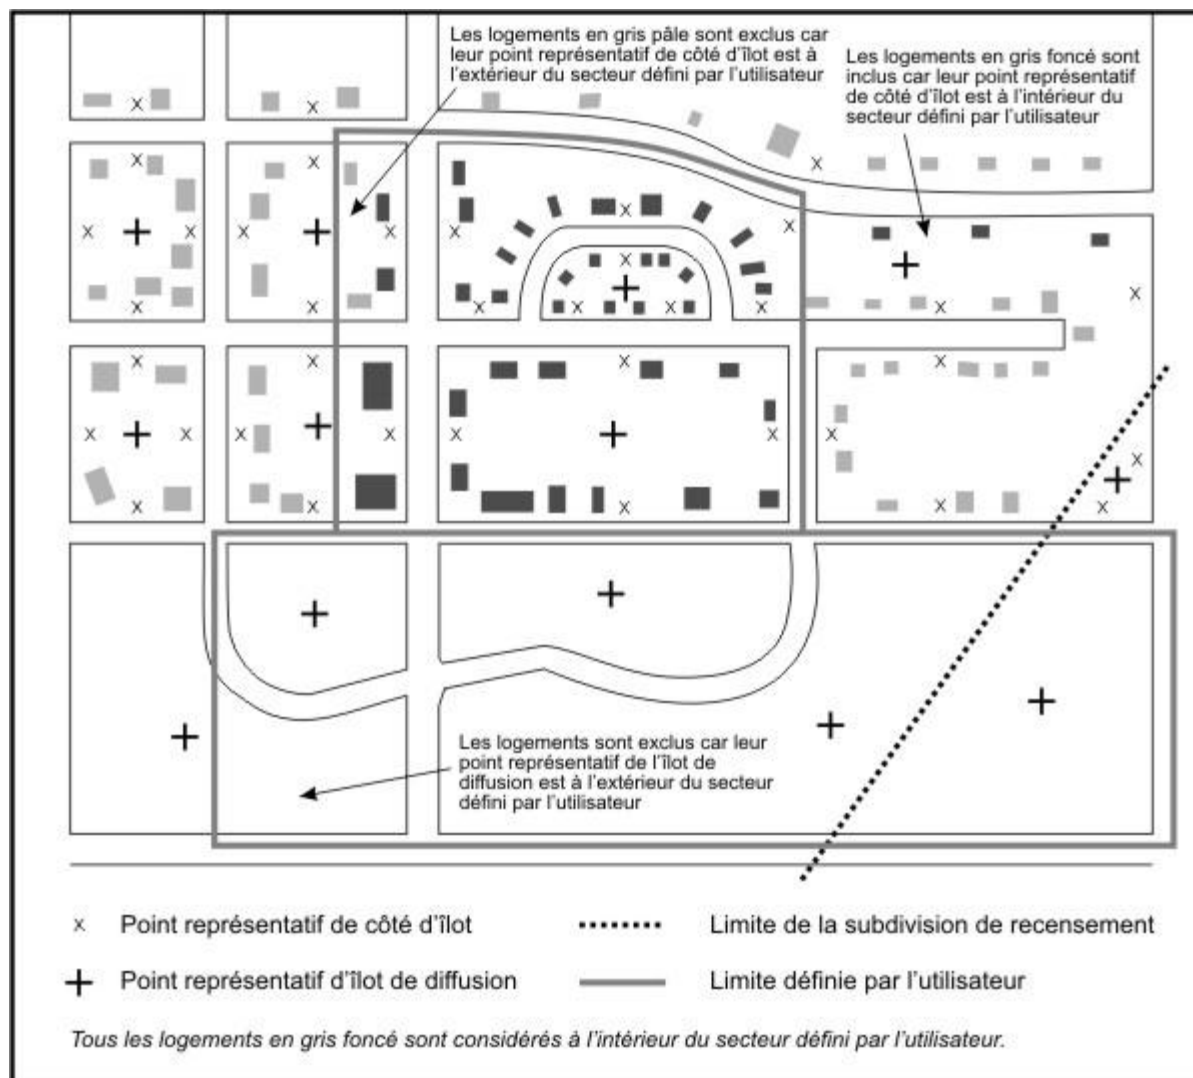 Les logements en gris pâle sont exclus car
leur point représentatif de côté d'îlot est à
l'extérieur du secteur défini par l'utilisateur
Les logements en gris foncé sont
inclus car leur point représentatif
de côté d'îlot est à l'intérieur du
secteur défini par l'utilisateur
Les logements sont exclus car leur
point représentatif de l'îlot de
diffusion est à l'extérieur du secteur
défini par l'utilisateur
x Point représentatif de côté d'îlot
Limite de la subdivision de recensement
+ Point représentatif d'îlot de diffusion
Limite définie par l'utilisateur
Tous les logements en gris foncé sont considérés à l'intérieur du secteur défini par l'utilisateur.